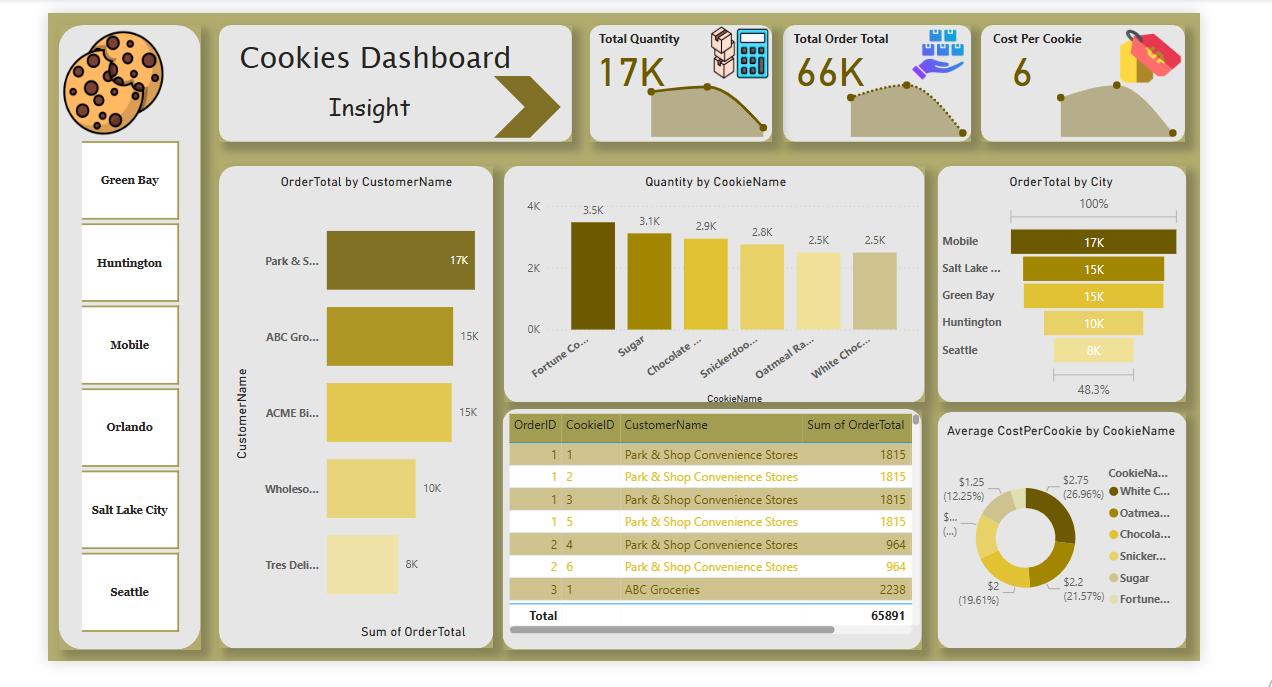 Cookies Dashboard
Insight
Total Quantity
17K
Total Order Total
66K
Cost Per Cookie
6
Green Bay
Huntington
Mobile
Orlando
Salt Lake City
Seattle
OrderTotal by CustomerName
CustomerName
Park & S... 17K
ABC Gro... 15K
ACME Bi... 15K
Wholeso... 10K
Tres Deli... 8K
Sum of OrderTotal
Quantity by CookieName
4K
2K
0K
3.5K 3.1K 2.9K 2.8K 2.5K 2.5K
Fortune Co... Sugar Chocolate ... Snickerdoo... Oatmeal Ra... White Choc...
CookieName
OrderTotal by City
100%
Mobile 17K
Salt Lake ... 15K
Green Bay 15K
Huntington 10K
Seattle 8K
48.3%
OrderID CookieID CustomerName Sum of OrderTotal
1 1 Park & Shop Convenience Stores 1815
1 2 Park & Shop Convenience Stores 1815
1 3 Park & Shop Convenience Stores 1815
1 5 Park & Shop Convenience Stores 1815
2 4 Park & Shop Convenience Stores 964
2 6 Park & Shop Convenience Stores 964
3 1 ABC Groceries 2238
Total 65891
Average CostPerCookie by CookieName
$2.75
(26.96%)
$2.2
(21.57%)
$2
(19.61%)
$...
(...)
$1.25
(12.25%)
CookieNa...
White C...
Oatmea...
Chocola...
Snicker...
Sugar
Fortune...